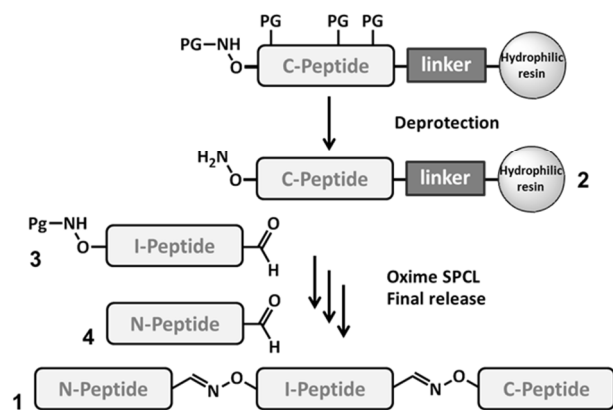 PG PG PG
PG NH
O
C-Peptide
linker
Hydrophilic
resin
Deprotection
H2N
O
C-Peptide
linker
Hydrophilic
resin
2
Pg NH
O
I-Peptide
O
H
3
Oxime SPCL
Final release
N-Peptide
O
H
4
1
N-Peptide
N O
I-Peptide
N O
C-Peptide